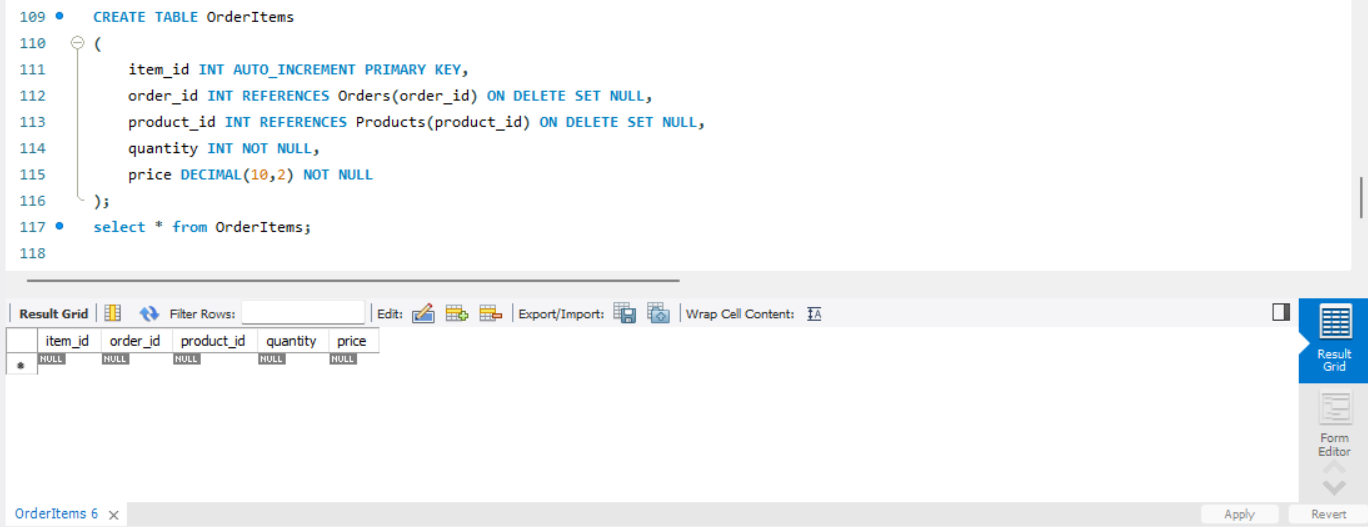 109 CREATE TABLE OrderItems
110 (
111 item_id INT AUTO_INCREMENT PRIMARY KEY,
112 order_id INT REFERENCES Orders(order_id) ON DELETE SET NULL,
113 product_id INT REFERENCES Products(product_id) ON DELETE SET NULL,
114 quantity INT NOT NULL,
115 price DECIMAL(10,2) NOT NULL
116 );
117 select * from OrderItems;
118
Result Grid Filter Rows: Edit: Export/Import: Wrap Cell Content: IA
item_id order_id product_id quantity price
* NULL NULL NULL NULL NULL
Result
Grid
Form
Editor
OrderItems 6 × Apply Revert